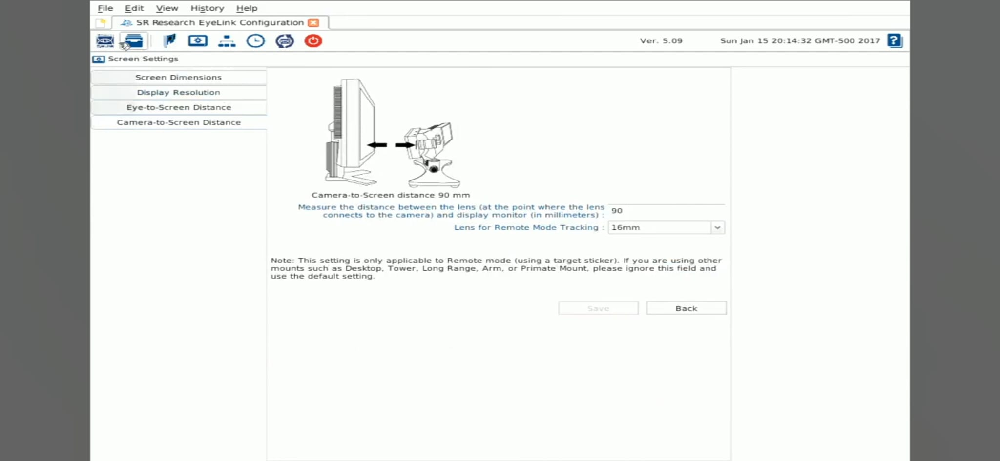 File Edit View History Help
SR Research EyeLink Configuration
Ver. 5.09 Sun Jan 15 20:14:32 GMT-500 2017 ?
Screen Settings
Screen Dimensions
Display Resolution
Eye-to-Screen Distance
Camera-to-Screen Distance
Camera-to-Screen distance 90 mm
Measure the distance between the lens (at the point where the lens
connects to the camera) and display monitor (in millimeters) : 90
Lens for Remote Mode Tracking : 16mm
Note: This setting is only applicable to Remote mode (using a target sticker). If you are using other
mounts such as Desktop, Tower, Long Range, Arm, or Primate Mount, please ignore this field and
use the default setting.
Save Back